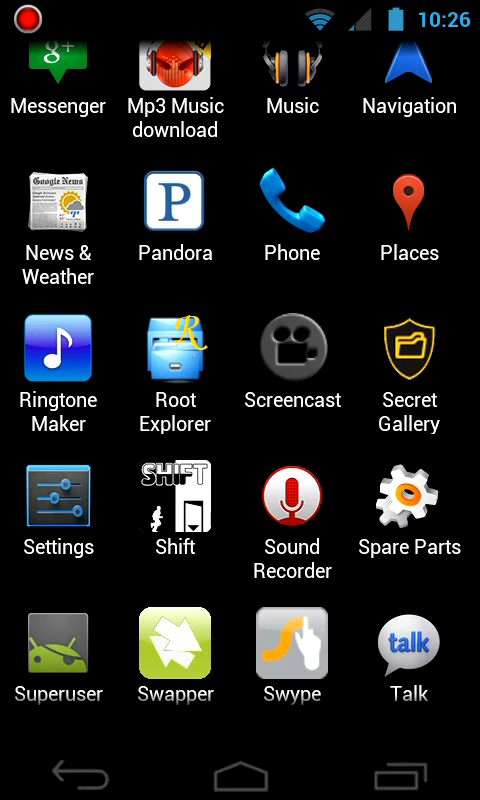 10:26
g+
Messenger
Mp3 Music
download
Music
Navigation
Google News
News &
Weather
P
Pandora
Phone
Places
Ringtone
Maker
R
Root
Explorer
Screencast
Secret
Gallery
Settings
SHIFT
Shift
Sound
Recorder
Spare Parts
Superuser
Swapper
Swype
talk
Talk